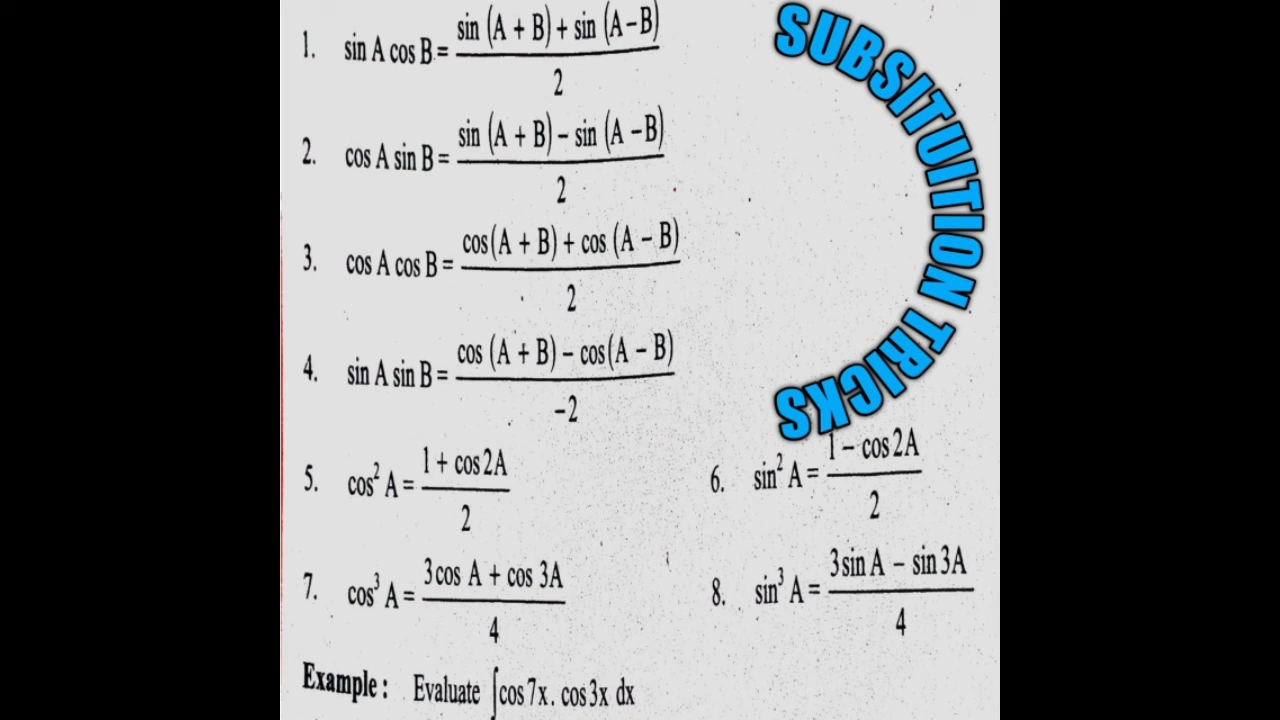 1. sin A cos B = sin (A + B) + sin (A − B) / 2
2. cos A sin B = sin (A + B) − sin (A − B) / 2
3. cos A cos B = cos (A + B) + cos (A − B) / 2
4. sin A sin B = cos (A + B) − cos (A − B) / −2
5. cos² A = 1 + cos 2A / 2
6. sin² A = 1 − cos 2A / 2
7. cos³ A = 3 cos A + cos 3A / 4
8. sin³ A = 3 sin A − sin 3A / 4
Example : Evaluate ∫cos 7x . cos 3x dx
SUBSITUITION TRICKS